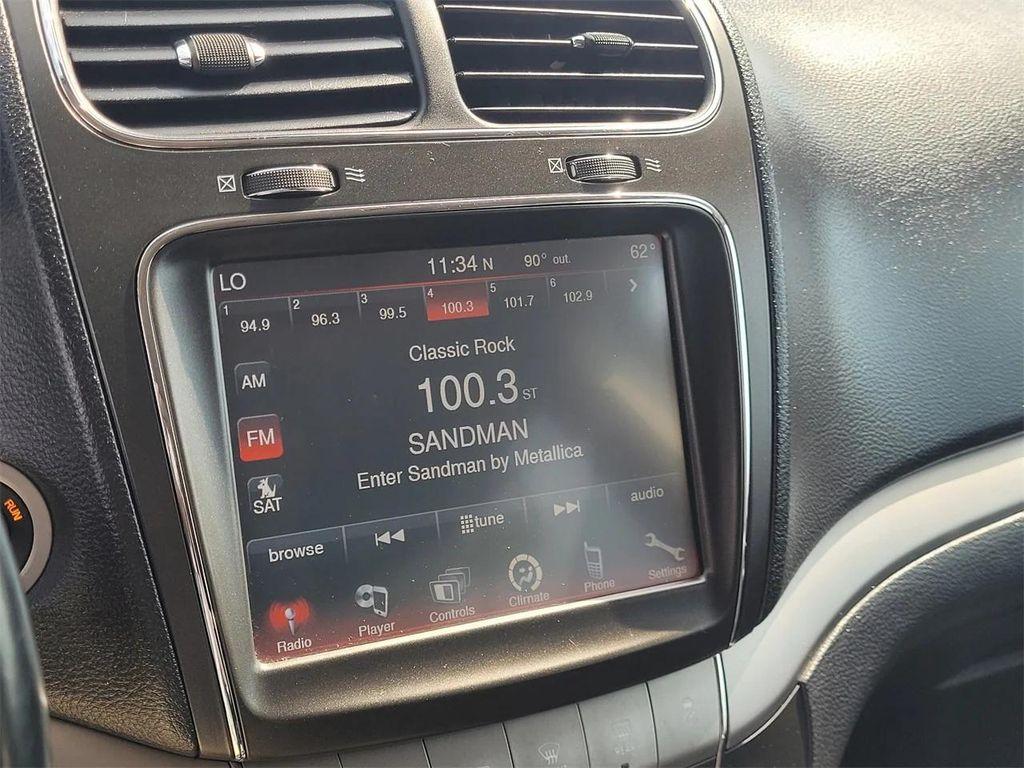 LO
11:34 N
90° out.
62°
1 94.9
2 96.3
3 99.5
4 100.3
5 101.7
6 102.9
Classic Rock
100.3 ST
SANDMAN
Enter Sandman by Metallica
AM
FM
SAT
browse
tune
audio
Radio
Player
Controls
Climate
Phone
Settings
RUN